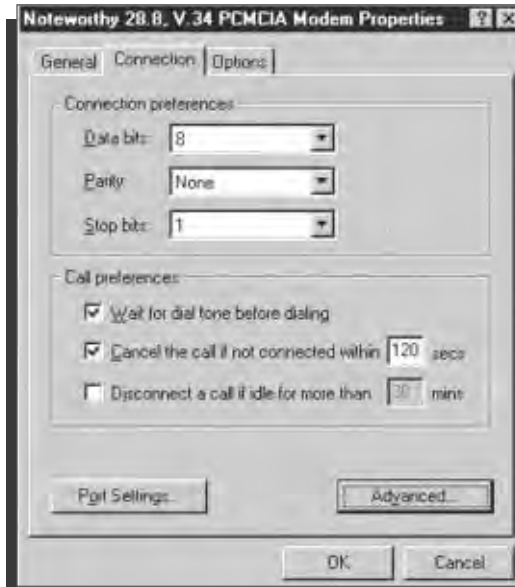 Noteworthy 28.8, V.34 PCMCIA Modem Properties ? X
General Connection Options
Connection preferences
Data bits: 8
Parity: None
Stop bits: 1
Call preferences
Wait for dial tone before dialing
Cancel the call if not connected within 120 secs
Disconnect a call if idle for more than 30 mins
Port Settings... Advanced...
OK Cancel